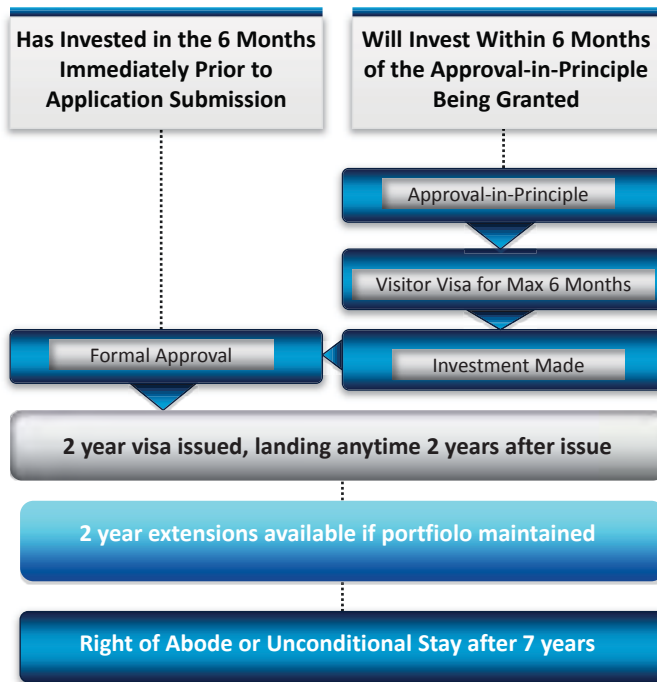 Has Invested in the 6 Months
Immediately Prior to
Application Submission
Will Invest Within 6 Months
of the Approval-in-Principle
Being Granted
Approval-in-Principle
Visitor Visa for Max 6 Months
Formal Approval
Investment Made
2 year visa issued, landing anytime 2 years after issue
2 year extensions available if portfiolo maintained
Right of Abode or Unconditional Stay after 7 years